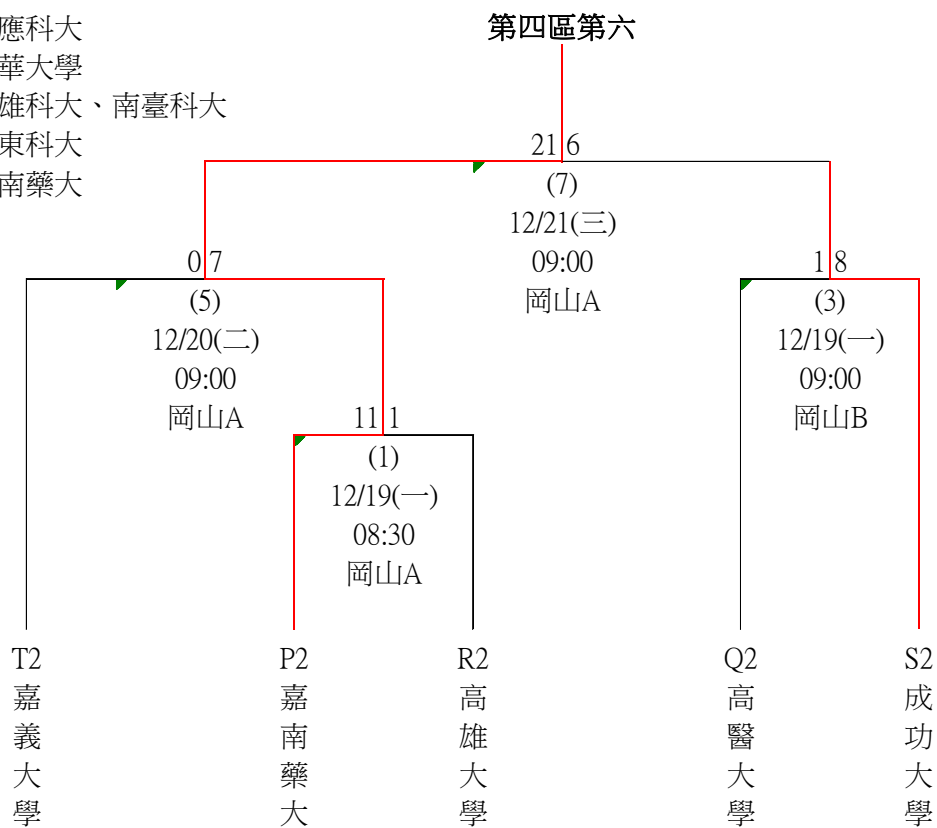 應科大
華大學
雄科大、南臺科大
東科大
南藥大
第四區第六
21 6
(7)
12/21(三)
09:00
岡山A
0 7
(5)
12/20(二)
09:00
岡山A
1 8
(3)
12/19(一)
09:00
岡山B
11 1
(1)
12/19(一)
08:30
岡山A
T2
嘉義大學
P2
嘉南藥大
R2
高雄大學
Q2
高醫大學
S2
成功大學